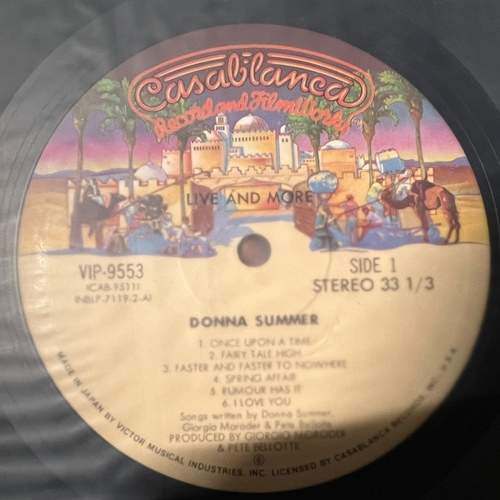 Casablanca
Record and FilmWorks
LIVE AND MORE
VIP-9553
SIDE 1
(CAB-9511)
STEREO 33 1/3
(NBLP-7119-2-A)
DONNA SUMMER
1. ONCE UPON A TIME
2. FAIRY TALE HIGH
3. FASTER AND FASTER TO NOWHERE
4. SPRING AFFAIR
5. RUMOUR HAS IT
6. I LOVE YOU
Songs written by Donna Summer,
Giorgio Moroder & Pete Bellotte
PRODUCED BY GIORGIO MORODER
& PETE BELLOTTE
MADE IN JAPAN BY VICTOR MUSICAL INDUSTRIES, INC. LICENSED BY CASABLANCA RECORDS, INC. U.S.A.